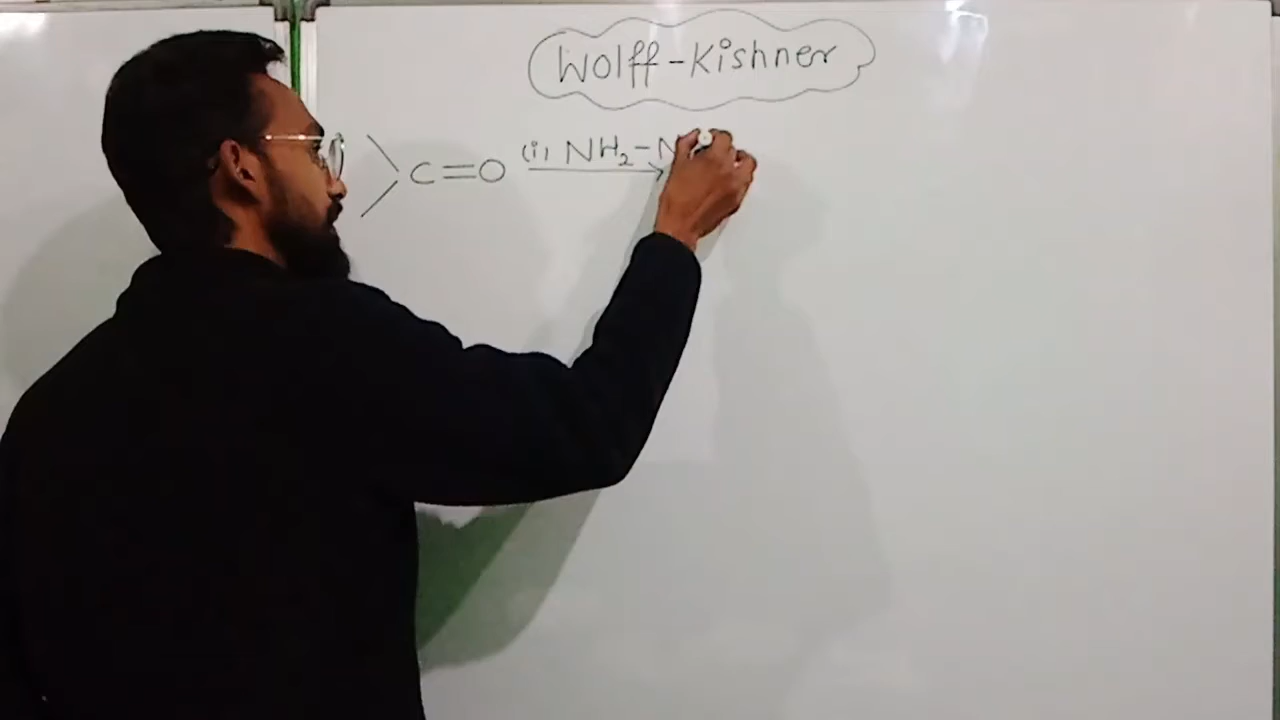 Wolff-Kishner
C=O (i) NH₂-N